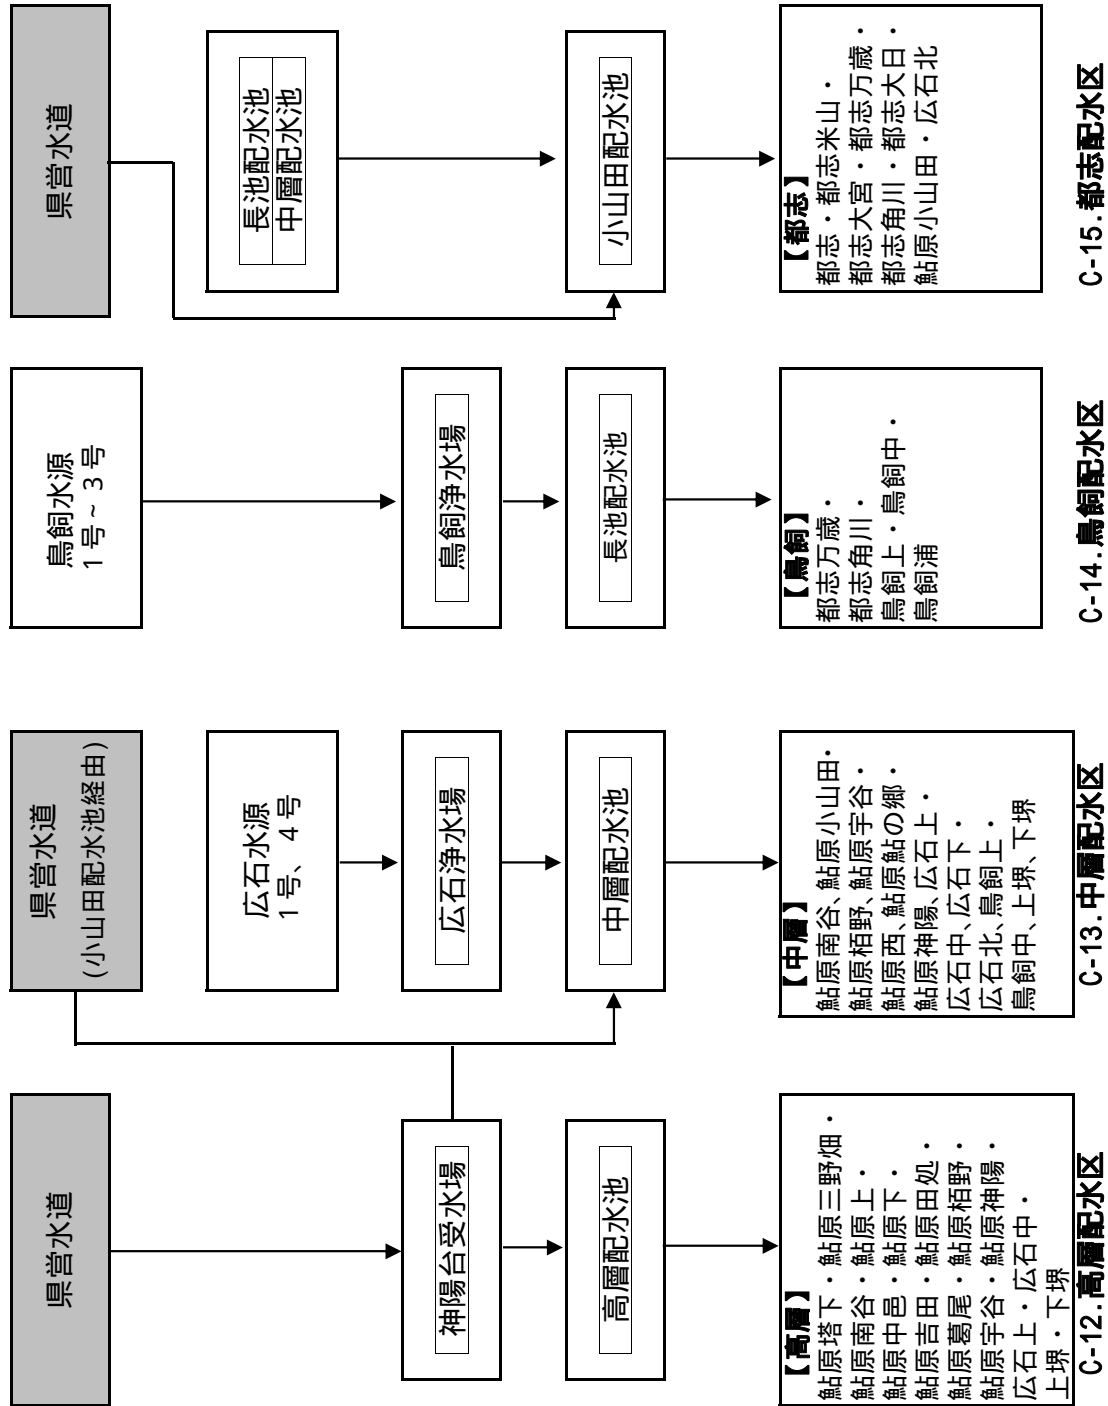 県営水道
神陽台受水場
高層配水池
【高層】
鮎原塔下・鮎原三野畑・
鮎原南谷・鮎原上・
鮎原中邑・鮎原下・
鮎原吉田・鮎原田処・
鮎原葛尾・鮎原栢野・
鮎原宇谷・鮎原神陽・
広石上・広石中・
上堺・下堺
C-12.高層配水区
県営水道
(小山田配水池経由)
広石水源
1号、4号
広石浄水場
中層配水池
【中層】
鮎原南谷、鮎原小山田・
鮎原栢野、鮎原宇谷・
鮎原西、鮎原鮎の郷・
鮎原神陽、広石上・
広石中、広石下・
広石北、鳥飼上・
鳥飼中、上堺、下堺
C-13.中層配水区
鳥飼水源
1号~3号
鳥飼浄水場
長池配水池
【鳥飼】
都志万歳・
都志角川・
鳥飼上・鳥飼中・
鳥飼浦
C-14.鳥飼配水区
県営水道
長池配水池
中層配水池
小山田配水池
【都志】
都志・都志米山・
都志大宮・都志万歳・
都志角川・都志大日・
鮎原小山田・広石北
C-15.都志配水区